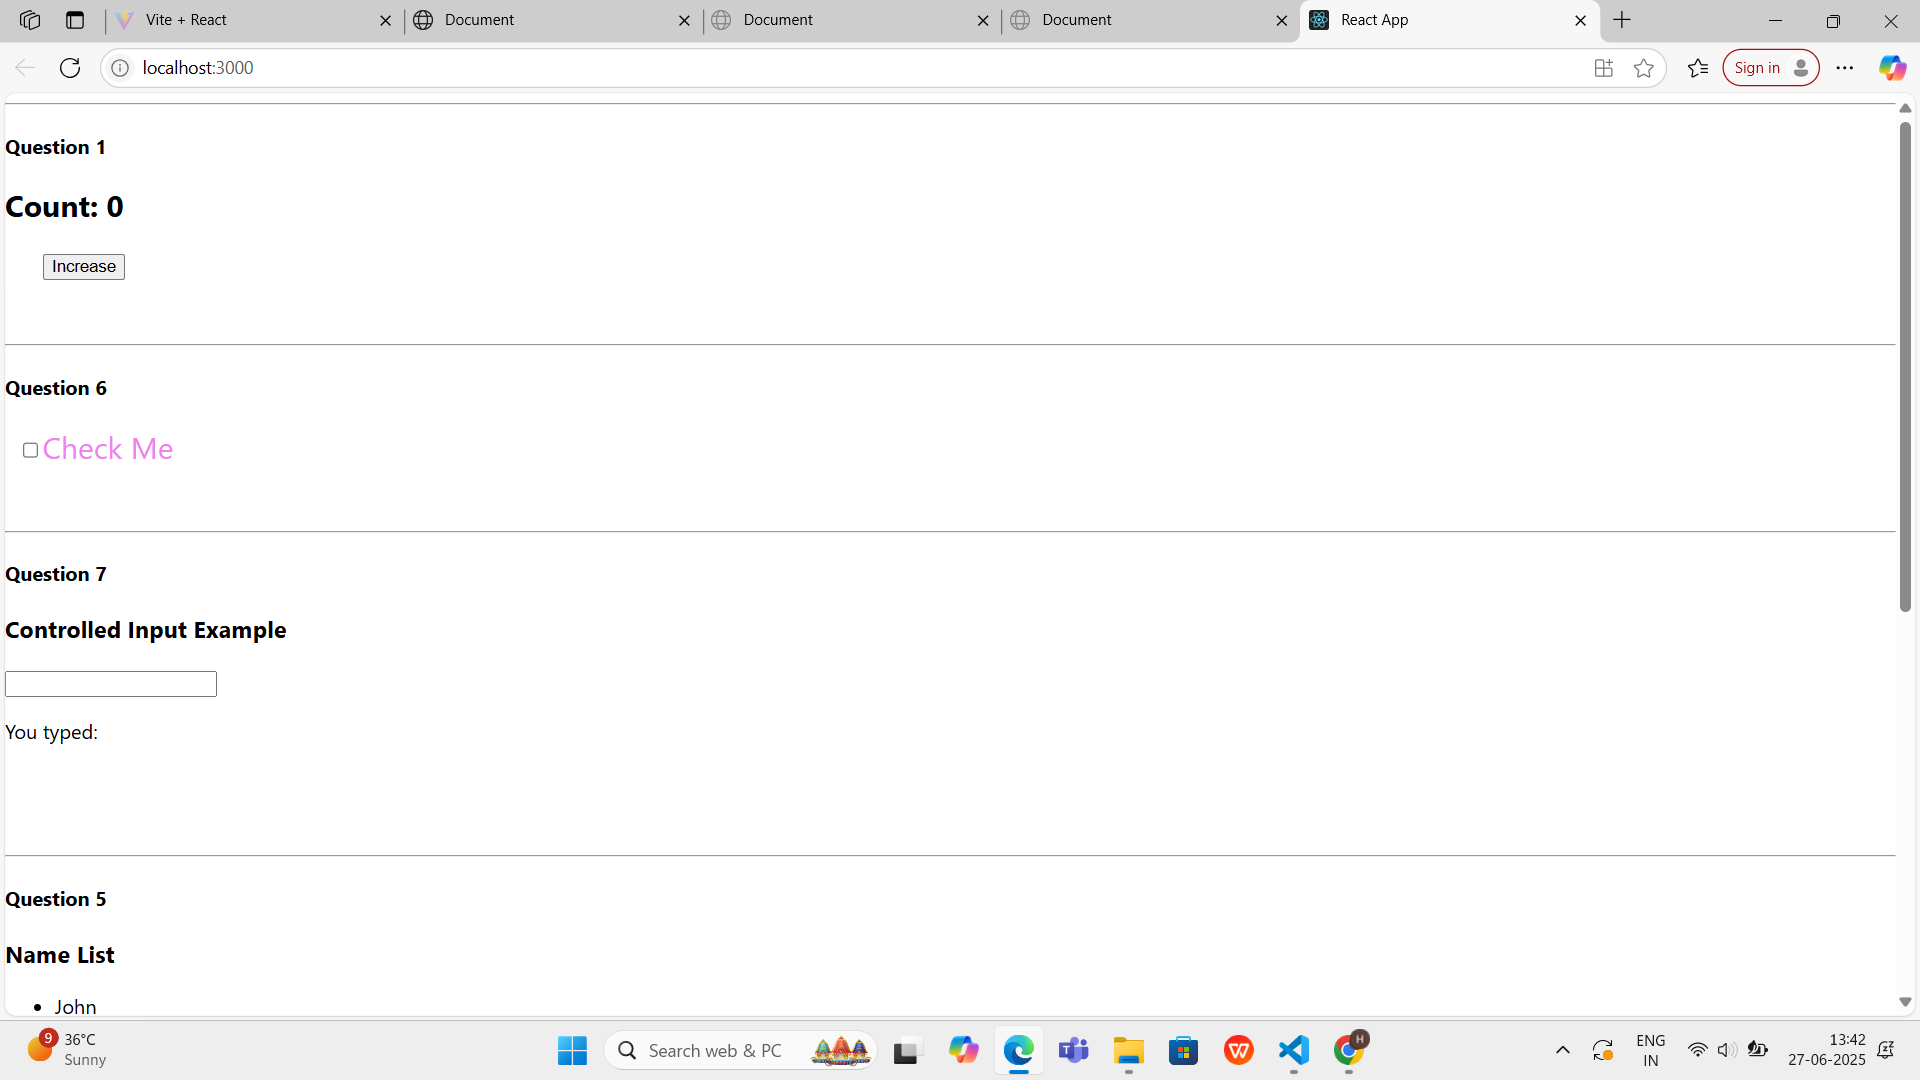 Vite + React
Document
Document
Document
React App
localhost:3000
Sign in
Question 1
Count: 0
Increase
Question 6
Check Me
Question 7
Controlled Input Example
You typed:
Question 5
Name List
• John
9
36°C
Sunny
Search web & PC
T
W
H
ENG
IN
13:42
27-06-2025